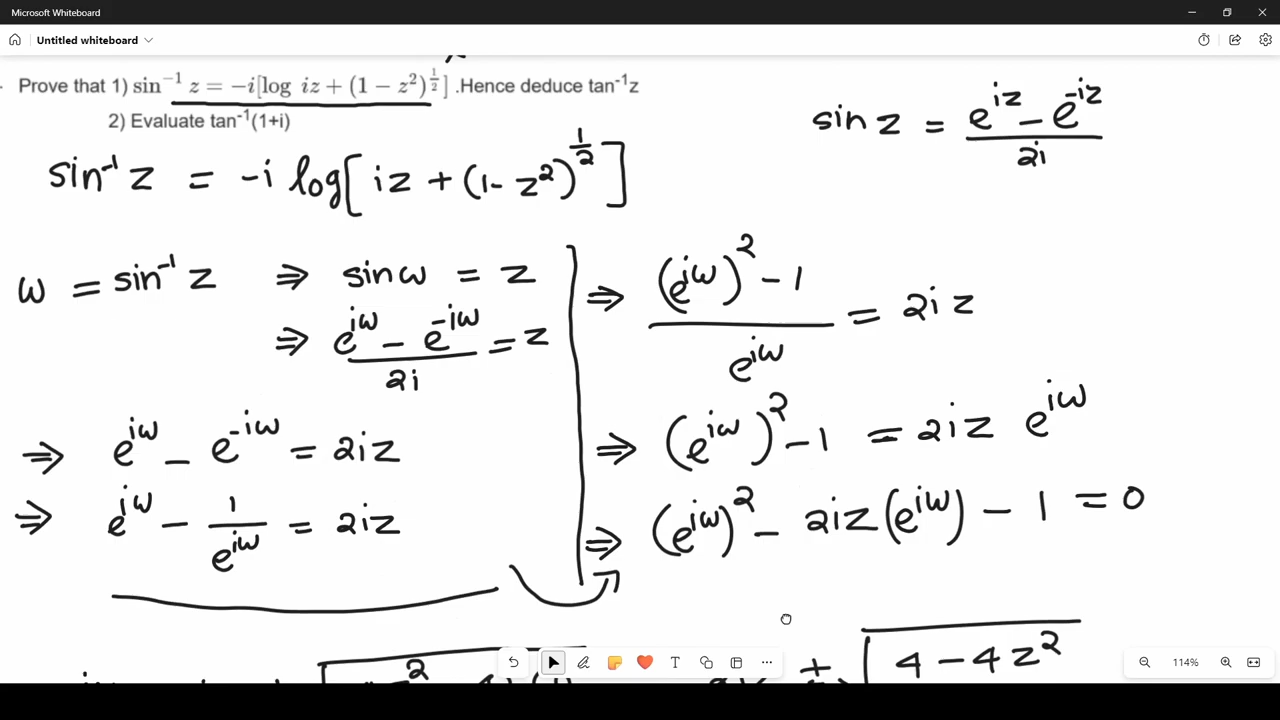 Microsoft Whiteboard
Untitled whiteboard
Prove that 1) sin⁻¹ z = −i[log iz + (1 − z²)^½] .Hence deduce tan⁻¹z
2) Evaluate tan⁻¹(1+i)
sin z = (e^{iz} − e^{-iz}) / 2i
sin⁻¹ z = -i log[ iz + (1- z²)^{1/2} ]
ω = sin⁻¹ z ⇒ sin ω = z
⇒ (e^{iω} − e^{-iω}) / 2i = z
⇒ e^{iω} − e^{-iω} = 2iz
⇒ e^{iω} − 1/e^{iω} = 2iz
⇒ ((e^{iω})² − 1) / e^{iω} = 2iz
⇒ (e^{iω})² − 1 = 2iz e^{iω}
⇒ (e^{iω})² − 2iz(e^{iω}) − 1 = 0
± √ 4 − 4z²
114%